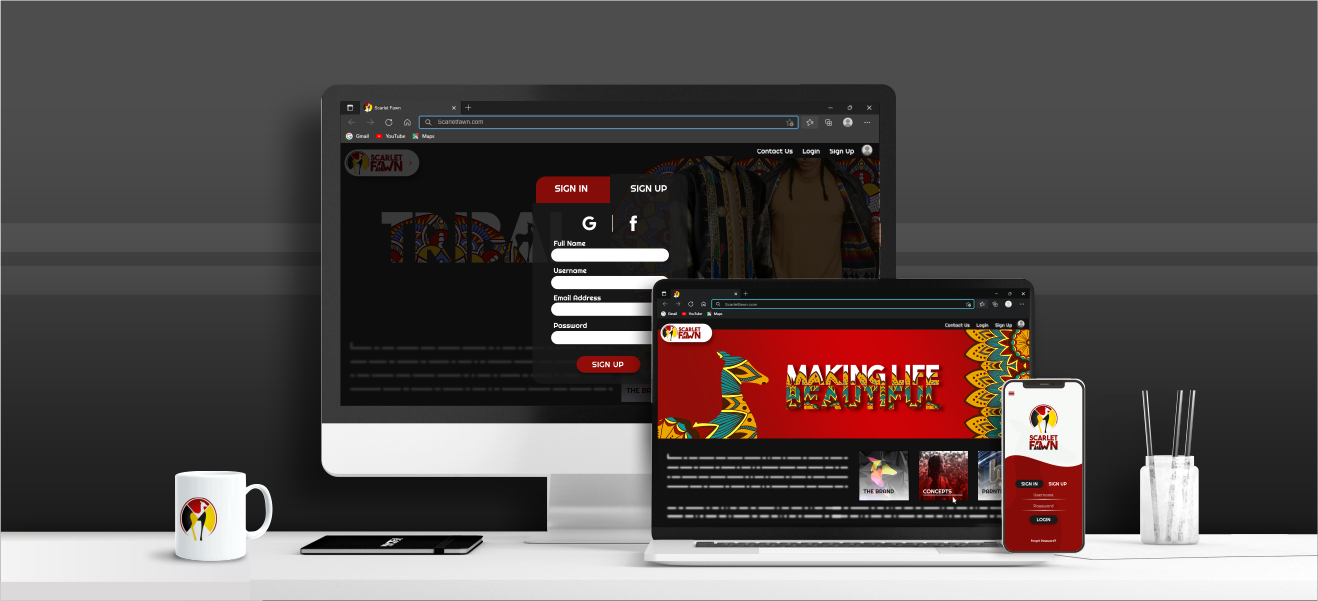 Scarlet Fawn
Scarletfawn.com
Gmail
YouTube
Maps
Contact Us
Login
Sign Up
SCARLET
FAWN
SIGN IN
SIGN UP
TRIBAL
G
f
Full Name
Username
Email Address
Password
SIGN UP
THE BR
Scarletfawn.com
Gmail
YouTube
Maps
Contact Us
Login
Sign Up
SCARLET
FAWN
MAKING LIFE
BEAUTIFUL
THE BRAND
CONCEPTS
SCARLET
FAWN
SIGN IN
SIGN UP
Username
Password
LOGIN
Forgot Password?